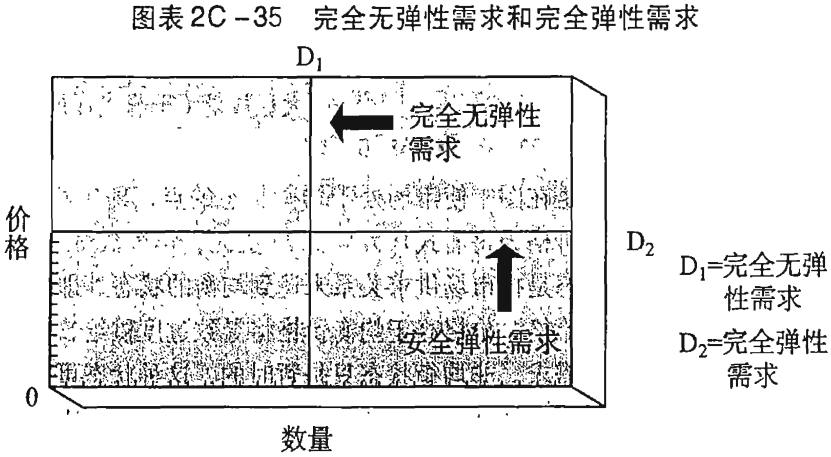 图表2C-35 完全无弹性需求和完全弹性需求
D₁
完全无弹性
需求
价
格
D₂
D₁=完全无弹
性需求
安全弹性需求
D₂=完全弹性
需求
0
数量